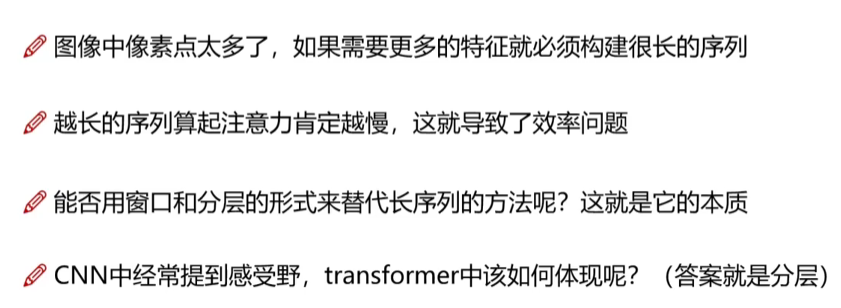 图像中像素点太多了，如果需要更多的特征就必须构建很长的序列
越长的序列算起注意力肯定越慢，这就导致了效率问题
能否用窗口和分层的形式来替代长序列的方法呢？这就是它的本质
CNN中经常提到感受野，transformer中该如何体现呢？（答案就是分层）